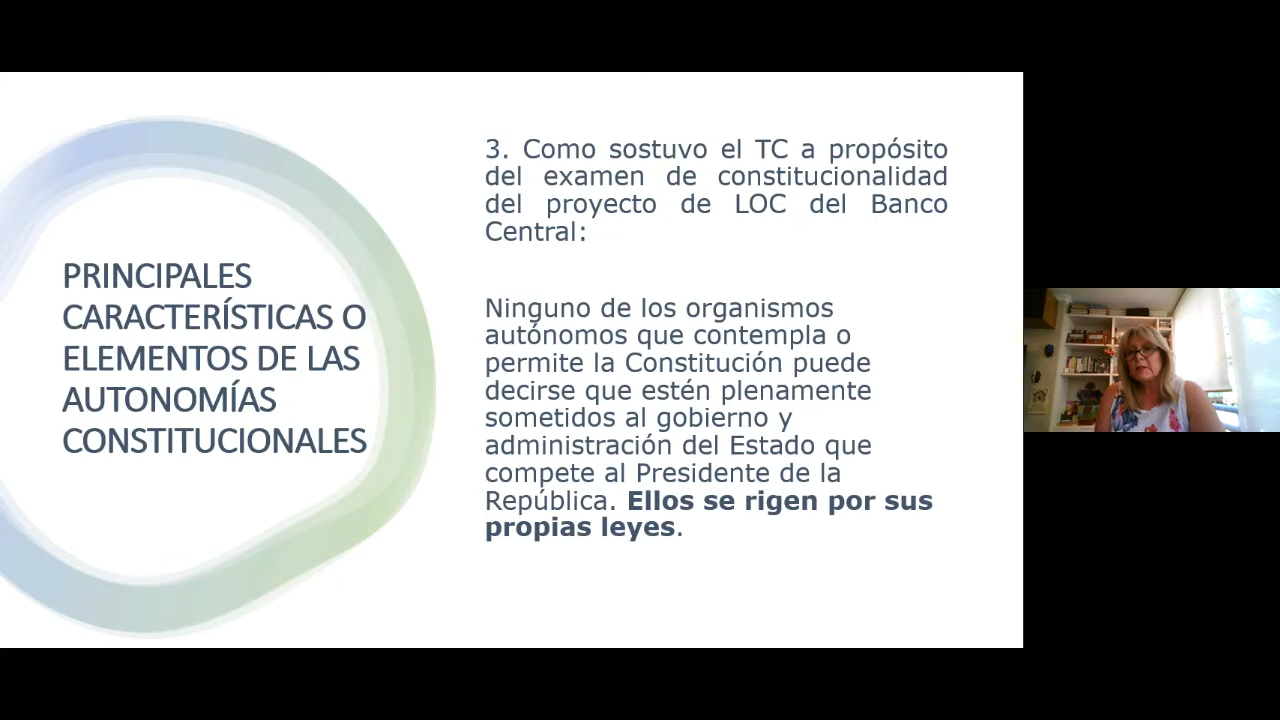 PRINCIPALES
CARACTERÍSTICAS O
ELEMENTOS DE LAS
AUTONOMÍAS
CONSTITUCIONALES
3. Como sostuvo el TC a propósito
del examen de constitucionalidad
del proyecto de LOC del Banco
Central:
Ninguno de los organismos
autónomos que contempla o
permite la Constitución puede
decirse que estén plenamente
sometidos al gobierno y
administración del Estado que
compete al Presidente de la
República. Ellos se rigen por sus
propias leyes.